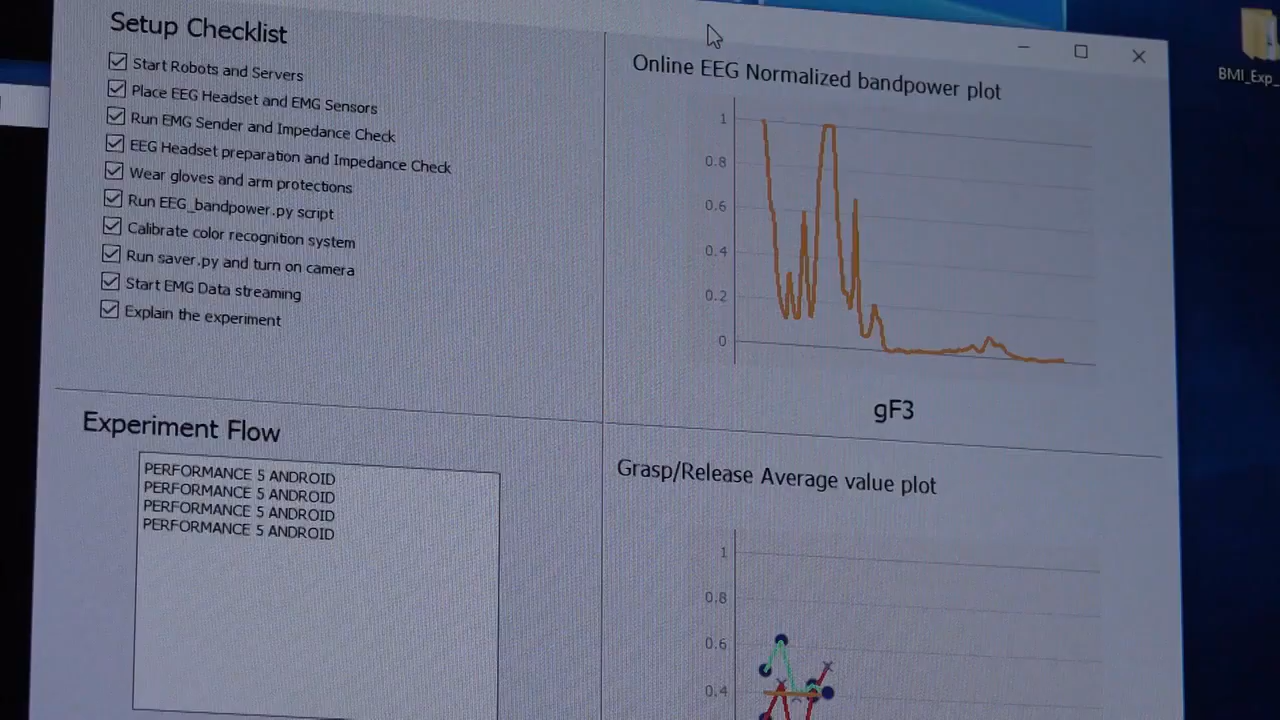 Setup Checklist
Start Robots and Servers
Place EEG Headset and EMG Sensors
Run EMG Sender and Impedance Check
EEG Headset preparation and Impedance Check
Wear gloves and arm protections
Run EEG_bandpower.py script
Calibrate color recognition system
Run saver.py and turn on camera
Start EMG Data streaming
Explain the experiment
Online EEG Normalized bandpower plot
1
0.8
0.6
0.4
0.2
0
gF3
Experiment Flow
PERFORMANCE 5 ANDROID
PERFORMANCE 5 ANDROID
PERFORMANCE 5 ANDROID
PERFORMANCE 5 ANDROID
Grasp/Release Average value plot
1
0.8
0.6
0.4
BMI_Exp_